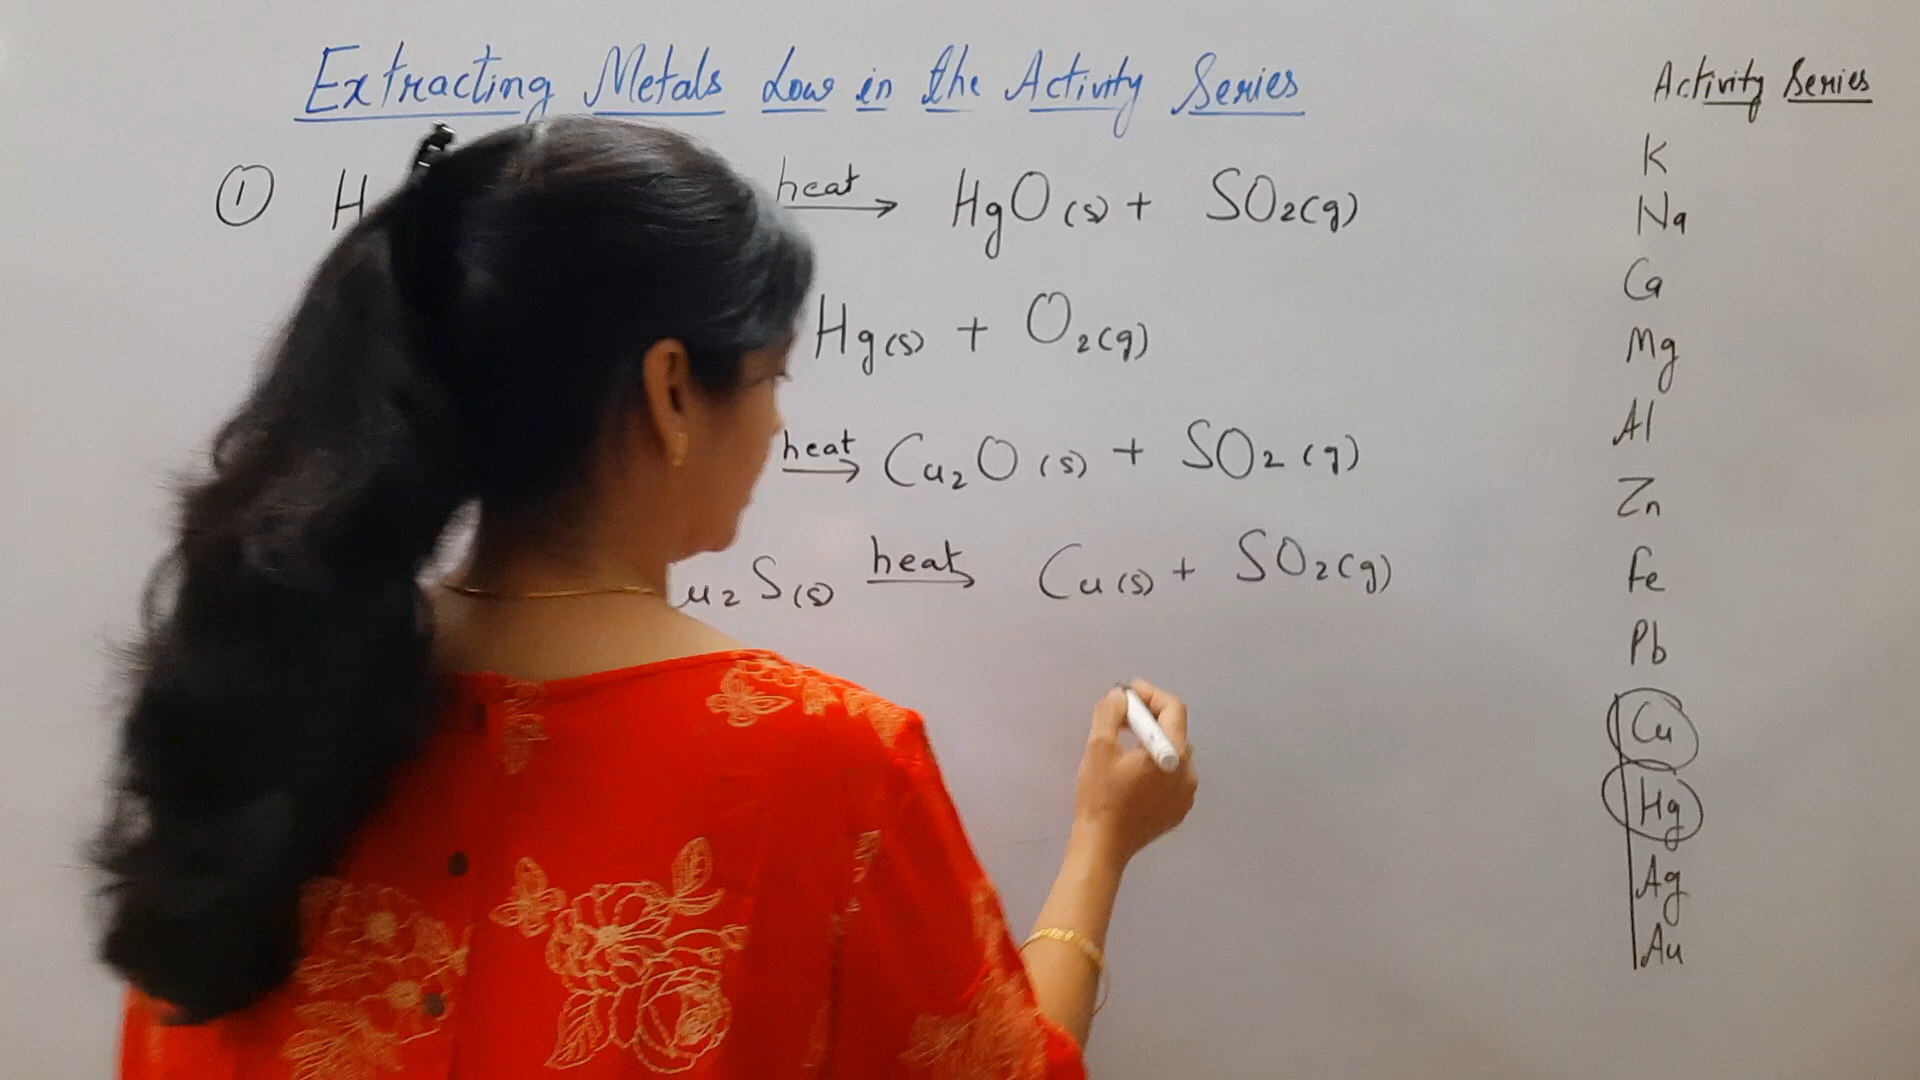 Extracting Metals Low in the Activity Series
① H heat → HgO(s) + SO2(g)
Hg(s) + O2(g)
heat → Cu2O(s) + SO2(g)
u2S(s) heat → Cu(s) + SO2(g)
Activity Series
K
Na
Ca
Mg
Al
Zn
Fe
Pb
Cu
Hg
Ag
Au